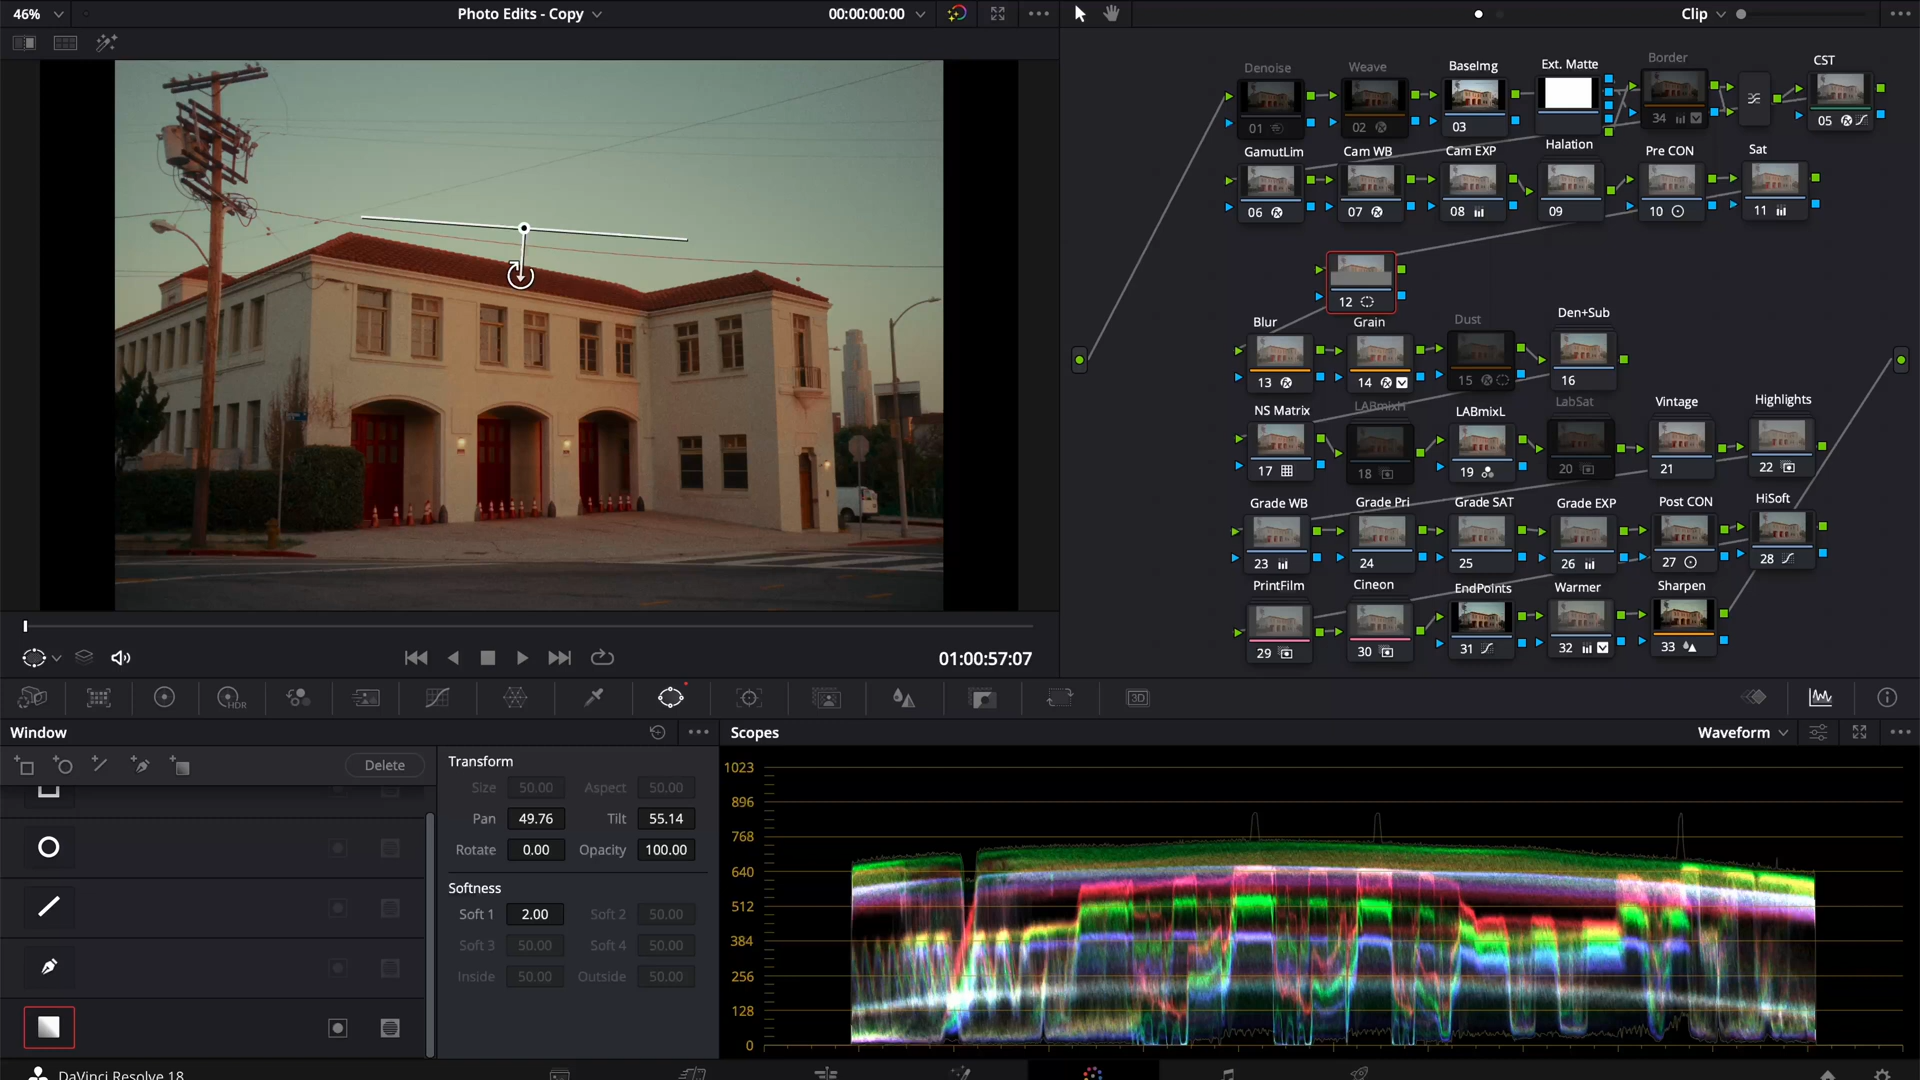 46%
Photo Edits - Copy
00:00:00:00
Clip
Denoise
Weave
BaseImg
Ext. Matte
Border
CST
01
02
03
34
05
GamutLim
Cam WB
Cam EXP
Halation
Pre CON
Sat
06
07
08
09
10
11
12
Blur
Grain
Dust
Den+Sub
13
14
15
16
NS Matrix
LABmixH
LABmixL
LabSat
Vintage
Highlights
17
18
19
20
21
22
Grade WB
Grade Pri
Grade SAT
Grade EXP
Post CON
HiSoft
23
24
25
26
27
28
PrintFilm
Cineon
EndPoints
Warmer
Sharpen
29
30
31
32
33
01:00:57:07
HDR
3D
Window
Delete
Transform
Size 50.00 Aspect 50.00
Pan 49.76 Tilt 55.14
Rotate 0.00 Opacity 100.00
Softness
Soft 1 2.00 Soft 2 50.00
Soft 3 50.00 Soft 4 50.00
Inside 50.00 Outside 50.00
Scopes
Waveform
1023
896
768
640
512
384
256
128
0
DaVinci Resolve 18